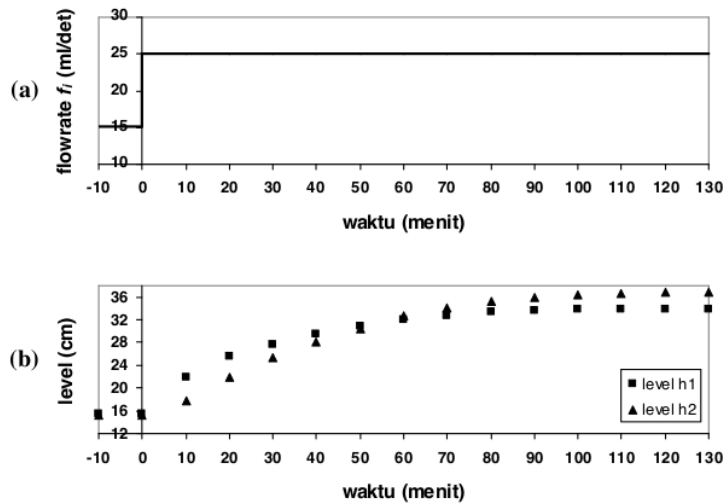 (a)
flowrate fi (ml/det)
30
25
20
15
10
-10 0 10 20 30 40 50 60 70 80 90 100 110 120 130
waktu (menit)
(b)
level (cm)
36
32
28
24
20
16
12
level h1
level h2
-10 0 10 20 30 40 50 60 70 80 90 100 110 120 130
waktu (menit)